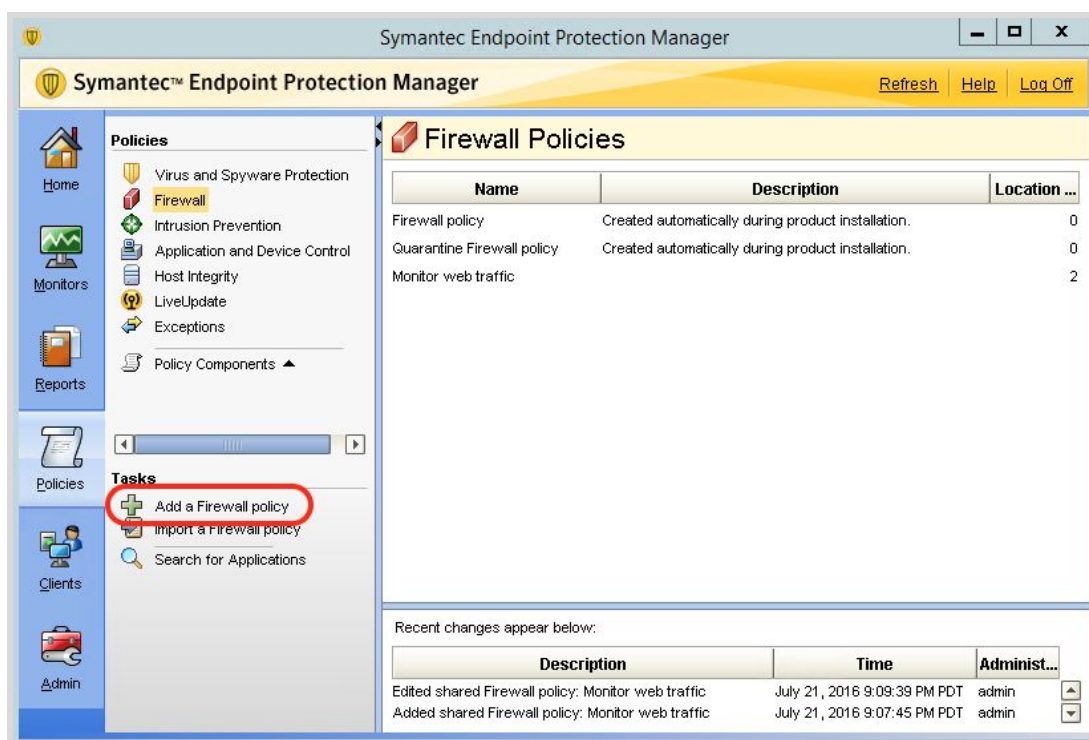 Symantec Endpoint Protection Manager
Symantec™ Endpoint Protection Manager
Refresh Help Log Off
Home
Monitors
Reports
Policies
Clients
Admin
Policies
Virus and Spyware Protection
Firewall
Intrusion Prevention
Application and Device Control
Host Integrity
LiveUpdate
Exceptions
Policy Components
Tasks
Add a Firewall policy
Import a Firewall policy
Search for Applications
Firewall Policies
Name Description Location ...
Firewall policy Created automatically during product installation. 0
Quarantine Firewall policy Created automatically during product installation. 0
Monitor web traffic 2
Recent changes appear below:
Description Time Administ...
Edited shared Firewall policy: Monitor web traffic July 21, 2016 9:09:39 PM PDT admin
Added shared Firewall policy: Monitor web traffic July 21, 2016 9:07:45 PM PDT admin